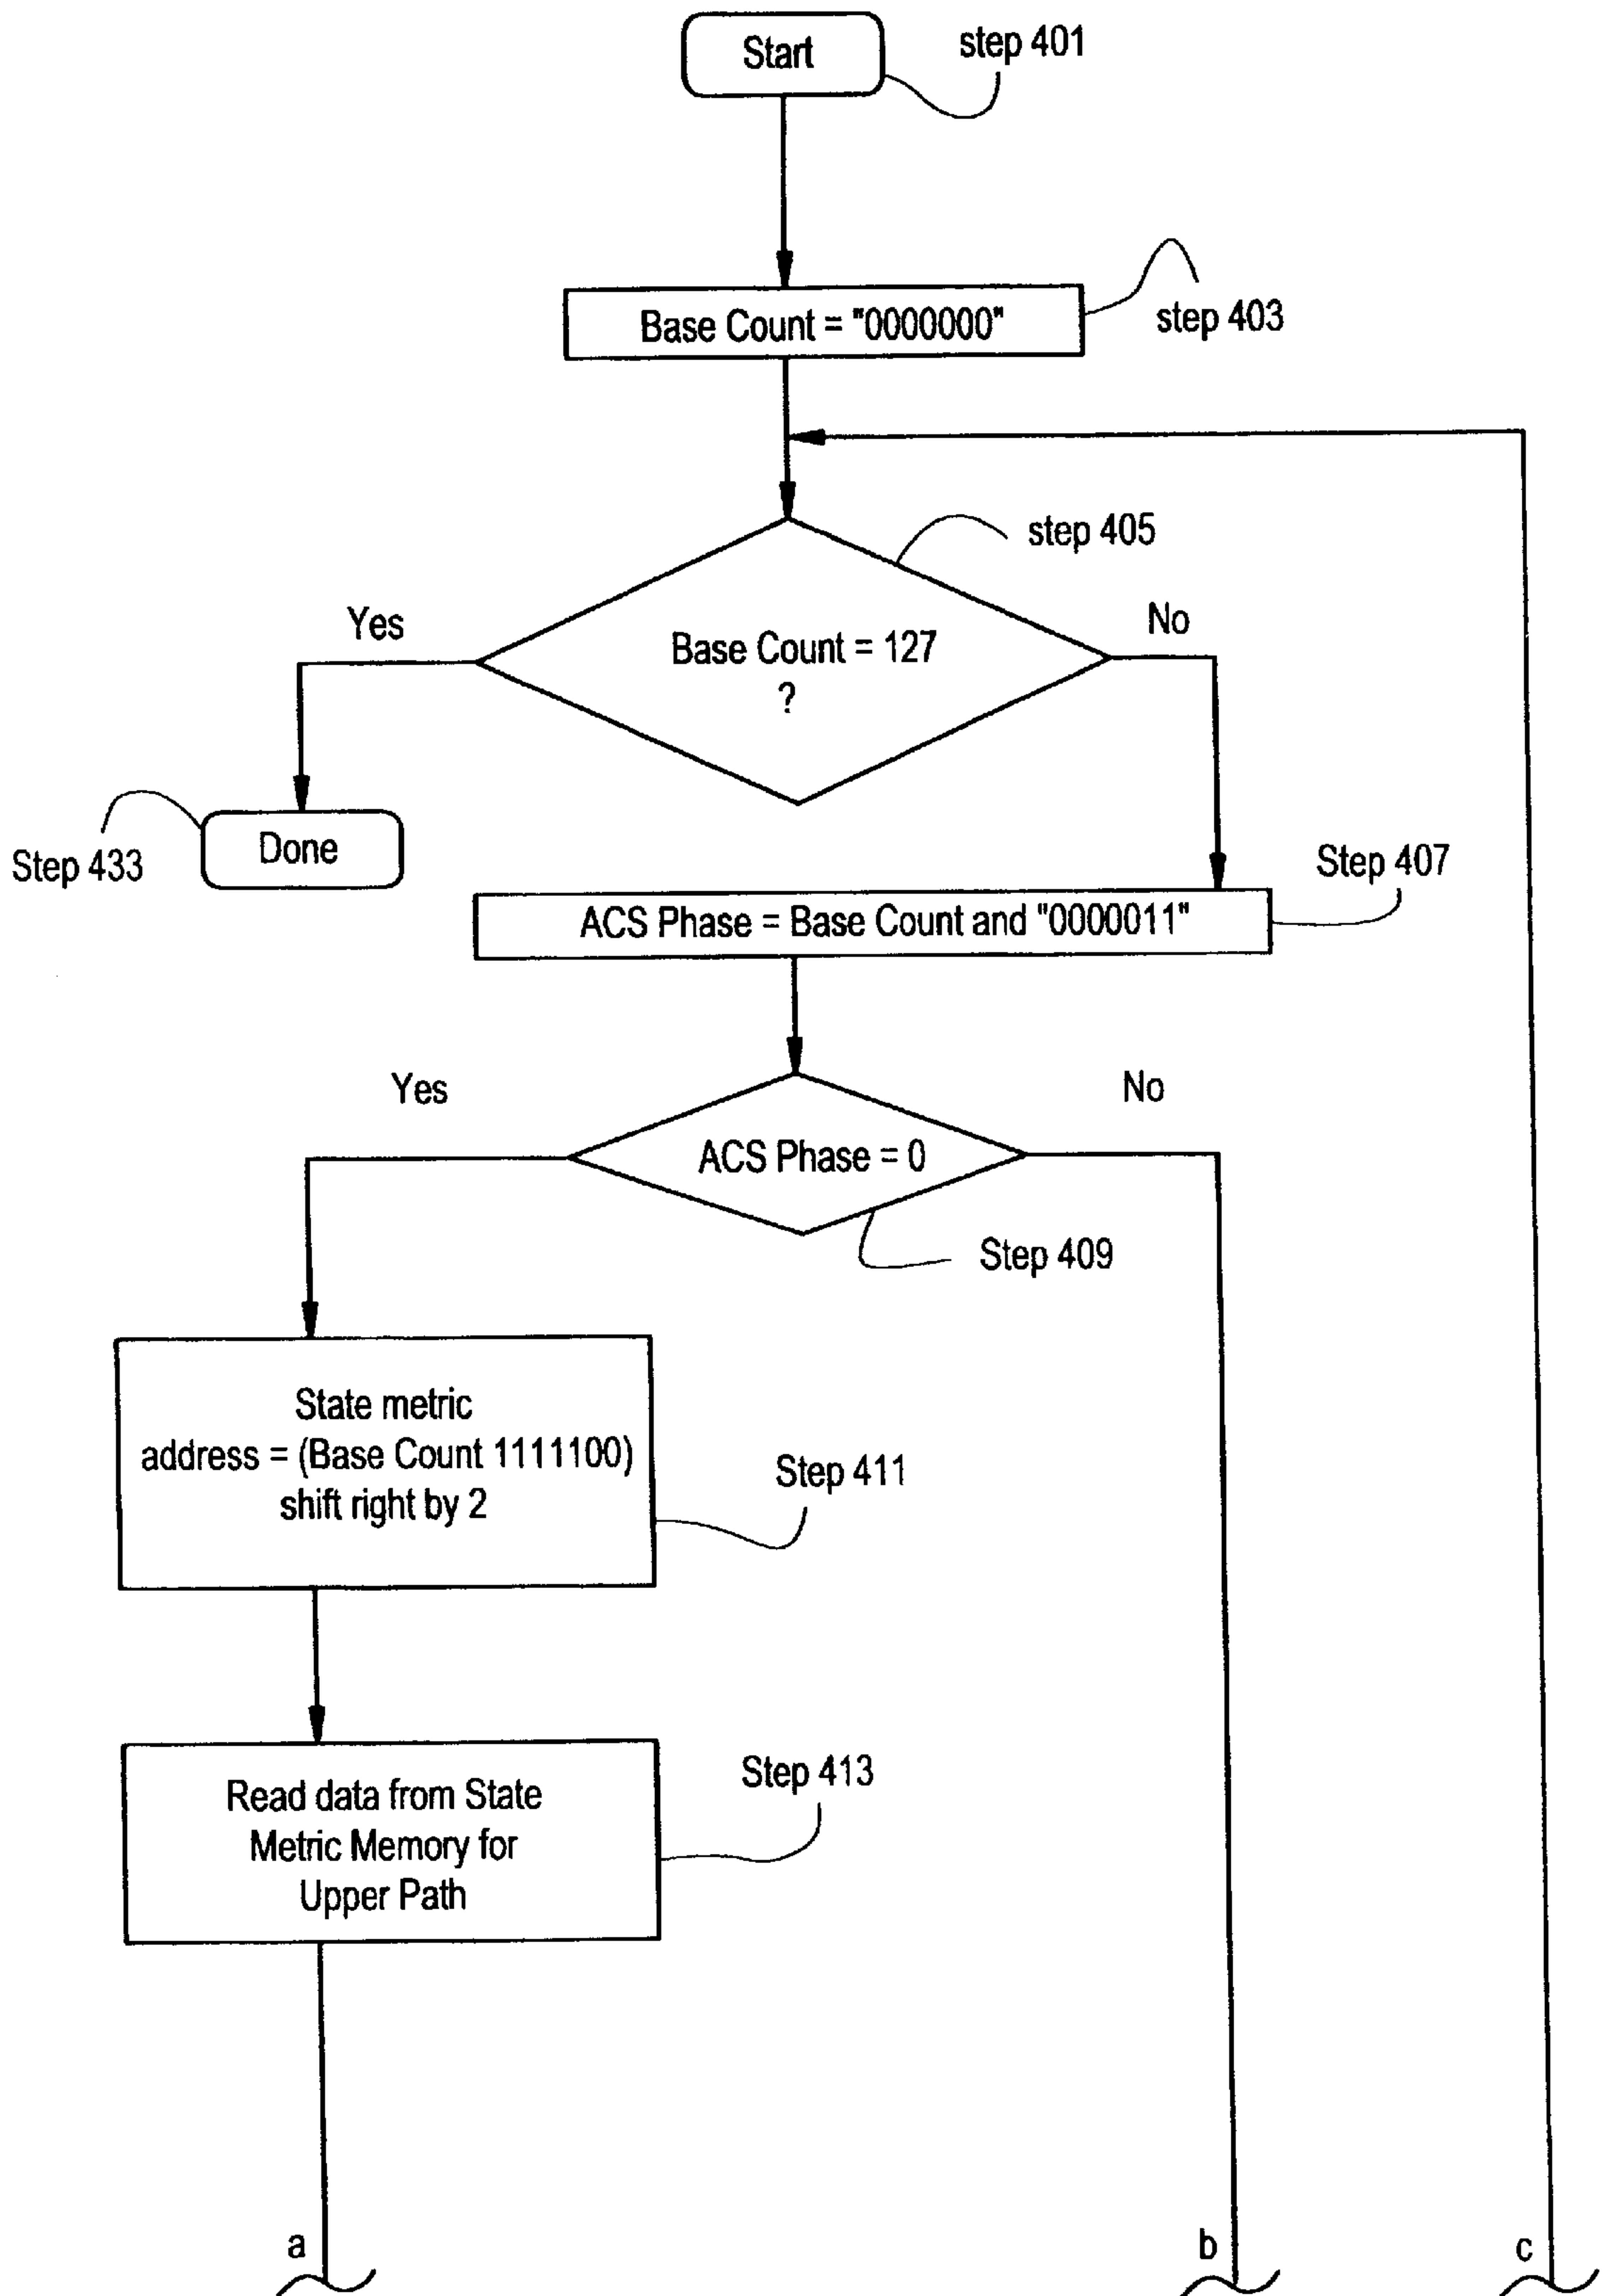 Start
step 401
Base Count = "0000000"
step 403
step 405
Yes
No
Base Count = 127
?
Done
Step 433
Step 407
ACS Phase = Base Count and "0000011"
Yes
No
ACS Phase = 0
Step 409
State metric
address = (Base Count 1111100)
shift right by 2
Step 411
Read data from State
Metric Memory for
Upper Path
Step 413
a
b
c